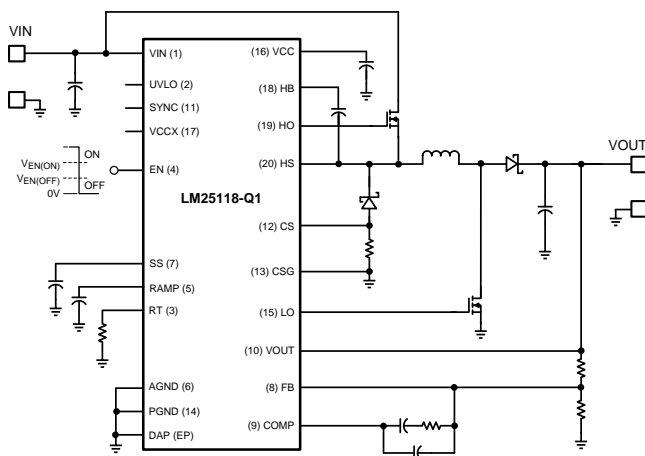 VIN
VIN (1)
UVLO (2)
SYNC (11)
VCCX (17)
VEN(ON)
ON
VEN(OFF)
OFF
0V
EN (4)
LM25118-Q1
SS (7)
RAMP (5)
RT (3)
AGND (6)
PGND (14)
DAP (EP)
(16) VCC
(18) HB
(19) HO
(20) HS
(12) CS
(13) CSG
(15) LO
(10) VOUT
(8) FB
(9) COMP
VOUT